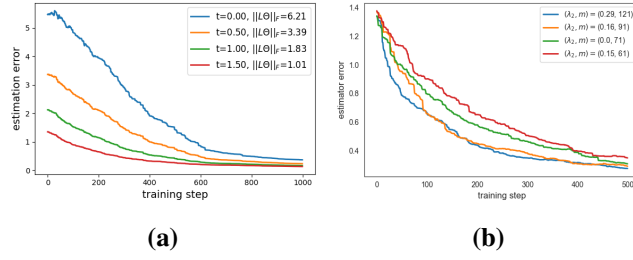 t=0.00, ||LΘ||F=6.21
t=0.50, ||LΘ||F=3.39
t=1.00, ||LΘ||F=1.83
t=1.50, ||LΘ||F=1.01
estimation error
5
4
3
2
1
0
0 200 400 600 800 1000
training step
(a)
(λ2, m) = (0.29, 121)
(λ2, m) = (0.16, 91)
(λ2, m) = (0.0, 71)
(λ2, m) = (0.15, 61)
estimator error
1.4
1.2
1.0
0.8
0.6
0.4
0 100 200 300 400 500
training step
(b)